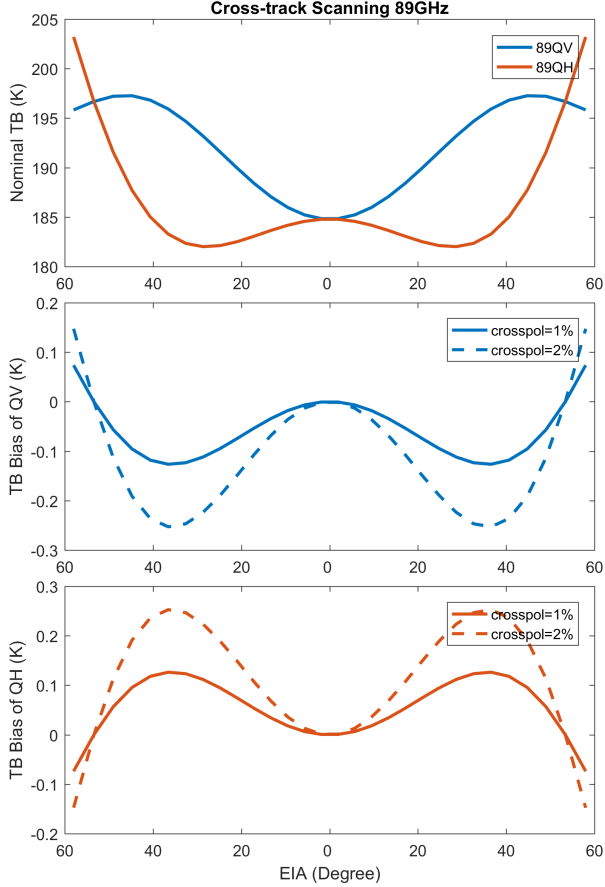 Cross-track Scanning 89GHz
205
200
195
190
185
180
Nominal TB (K)
89QV
89QH
60 40 20 0 20 40 60
0.2
0.1
0
-0.1
-0.2
-0.3
TB Bias of QV (K)
crosspol=1%
crosspol=2%
60 40 20 0 20 40 60
0.3
0.2
0.1
0
-0.1
-0.2
TB Bias of QH (K)
crosspol=1%
crosspol=2%
60 40 20 0 20 40 60
EIA (Degree)